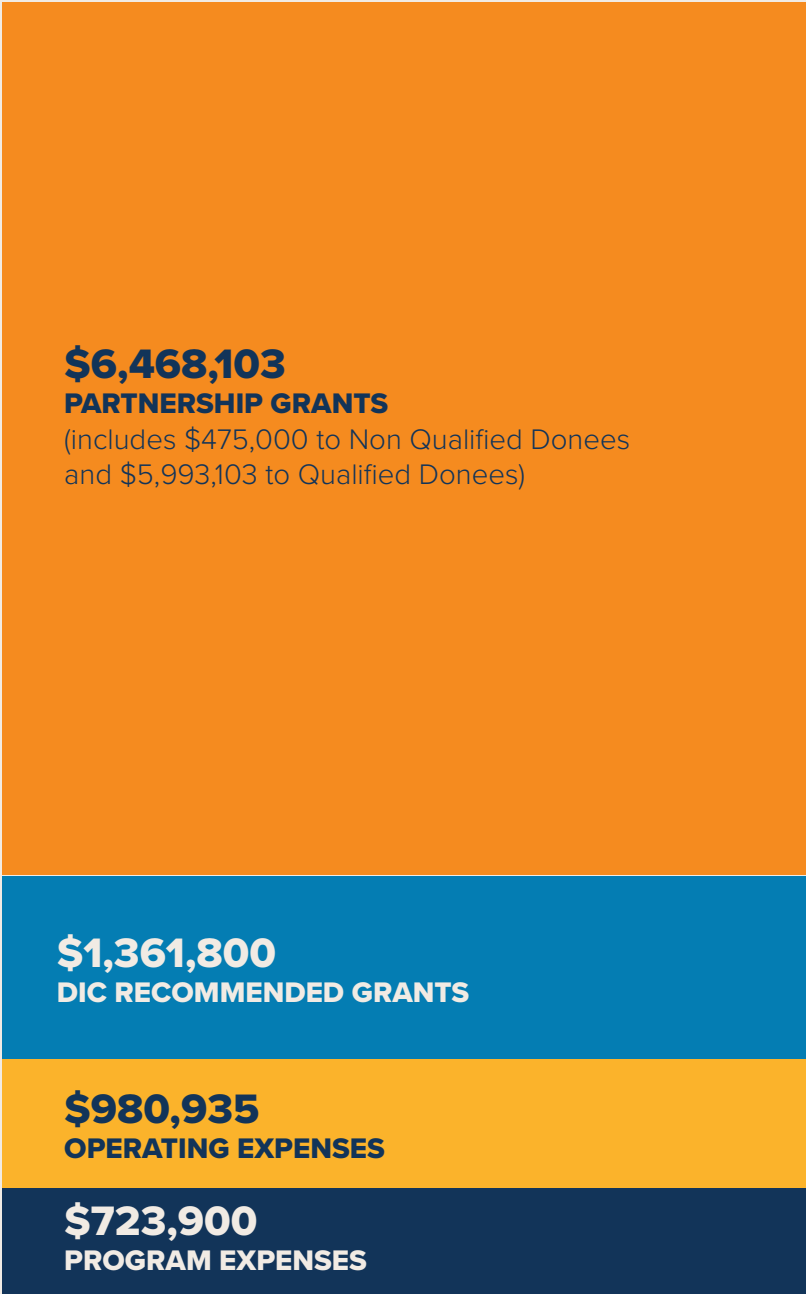 $6,468,103
PARTNERSHIP GRANTS
(includes $475,000 to Non Qualified Donees
and $5,993,103 to Qualified Donees)
$1,361,800
DIC RECOMMENDED GRANTS
$980,935
OPERATING EXPENSES
$723,900
PROGRAM EXPENSES